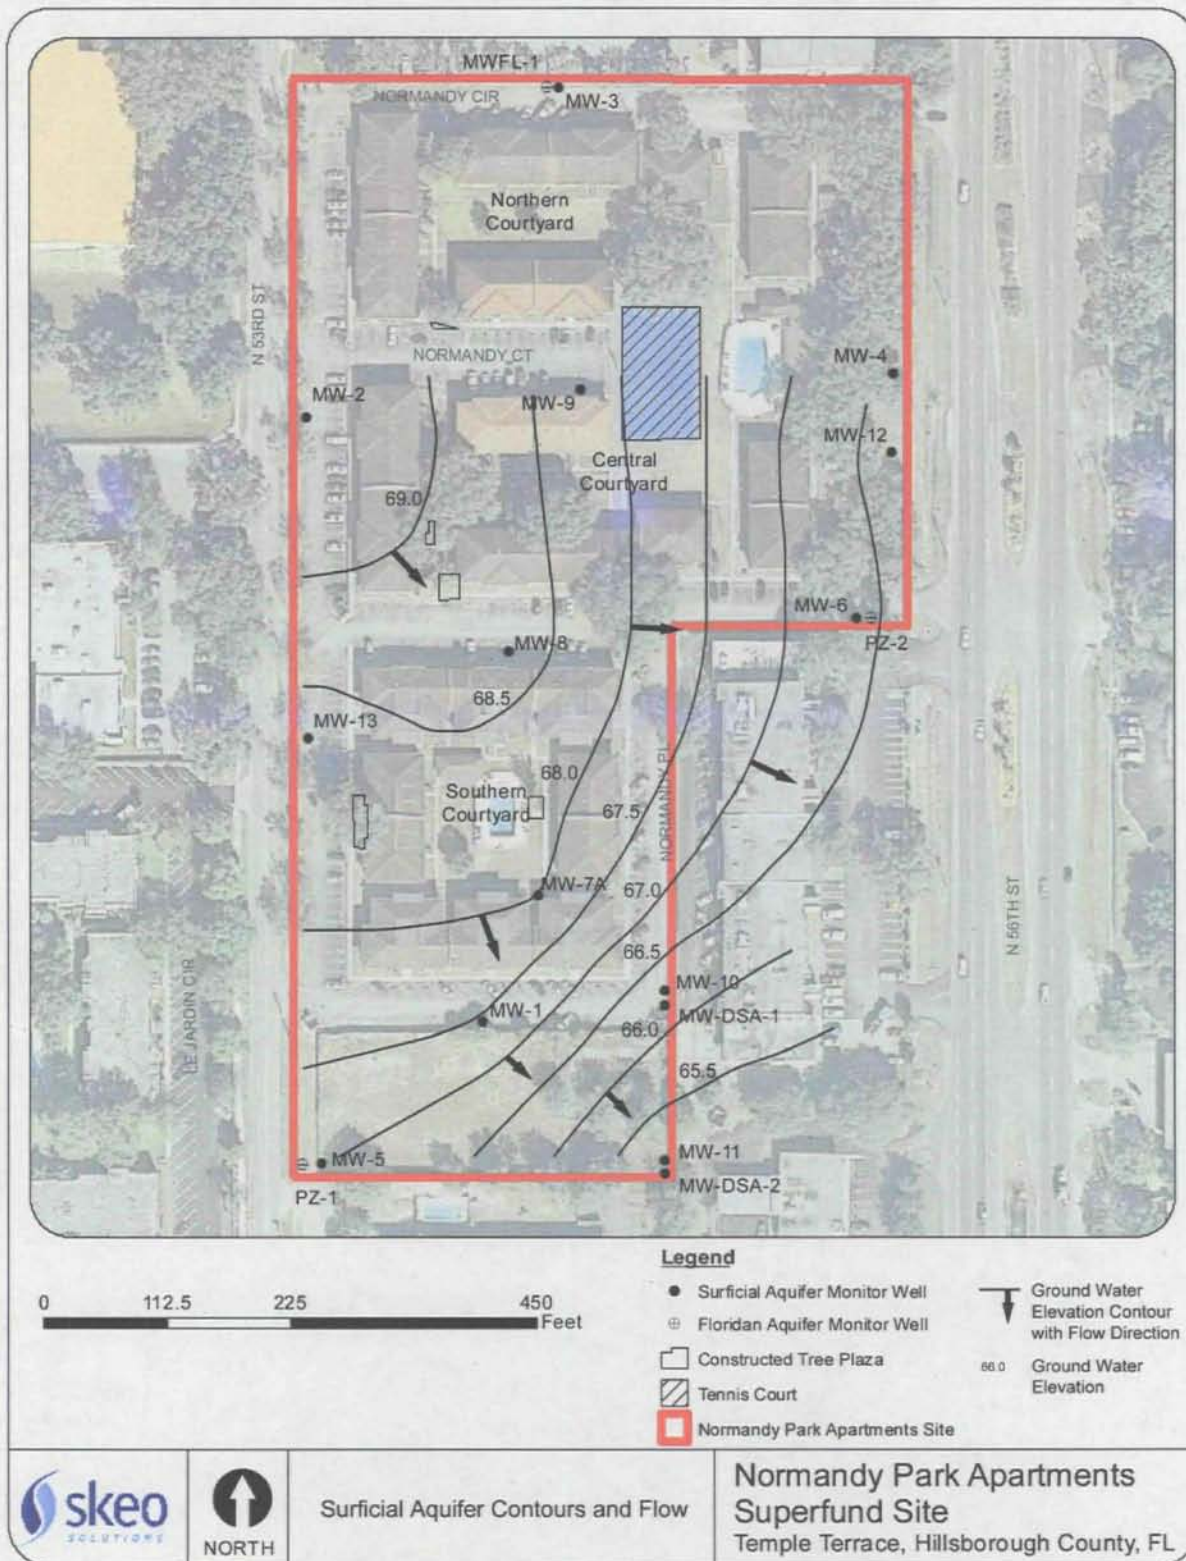 MWFL-1
NORMANDY CIR
MW-3
Northern
Courtyard
N 53RD ST
NORMANDY CT
MW-4
MW-2
MW-9
MW-12
Central
Courtyard
69.0
MW-6
PZ-2
MW-8
68.5
MW-13
68.0
Southern
Courtyard
67.5
NORMANDY PL
MW-7A
67.0
66.5
N 56TH ST
MW-10
MW-DSA-1
MW-1
66.0
LE JARDIN CIR
65.5
MW-11
MW-5
MW-DSA-2
PZ-1
Legend
0 112.5 225 450
Feet
Surficial Aquifer Monitor Well
Floridan Aquifer Monitor Well
Constructed Tree Plaza
Tennis Court
Normandy Park Apartments Site
Ground Water
Elevation Contour
with Flow Direction
66.0 Ground Water
Elevation
skeo
SOLUTIONS
NORTH
Surficial Aquifer Contours and Flow
Normandy Park Apartments
Superfund Site
Temple Terrace, Hillsborough County, FL